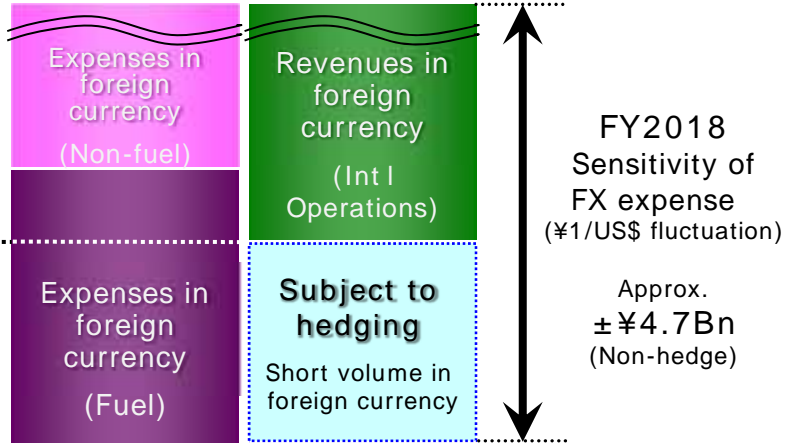 Expenses in
foreign
currency
(Non-fuel)
Expenses in
foreign
currency
(Fuel)
Revenues in
foreign
currency
(Int l
Operations)
Subject to
hedging
Short volume in
foreign currency
FY2018
Sensitivity of
FX expense
(¥1/US$ fluctuation)
Approx.
±¥4.7Bn
(Non-hedge)